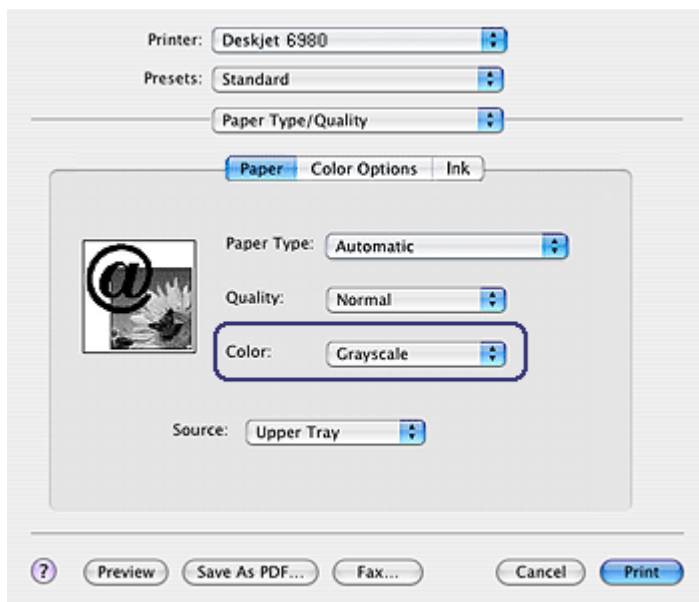 Printer: Deskjet 6980
Presets: Standard
Paper Type/Quality
Paper Color Options Ink
@
Paper Type: Automatic
Quality: Normal
Color: Grayscale
Source: Upper Tray
? Preview Save As PDF... Fax... Cancel Print